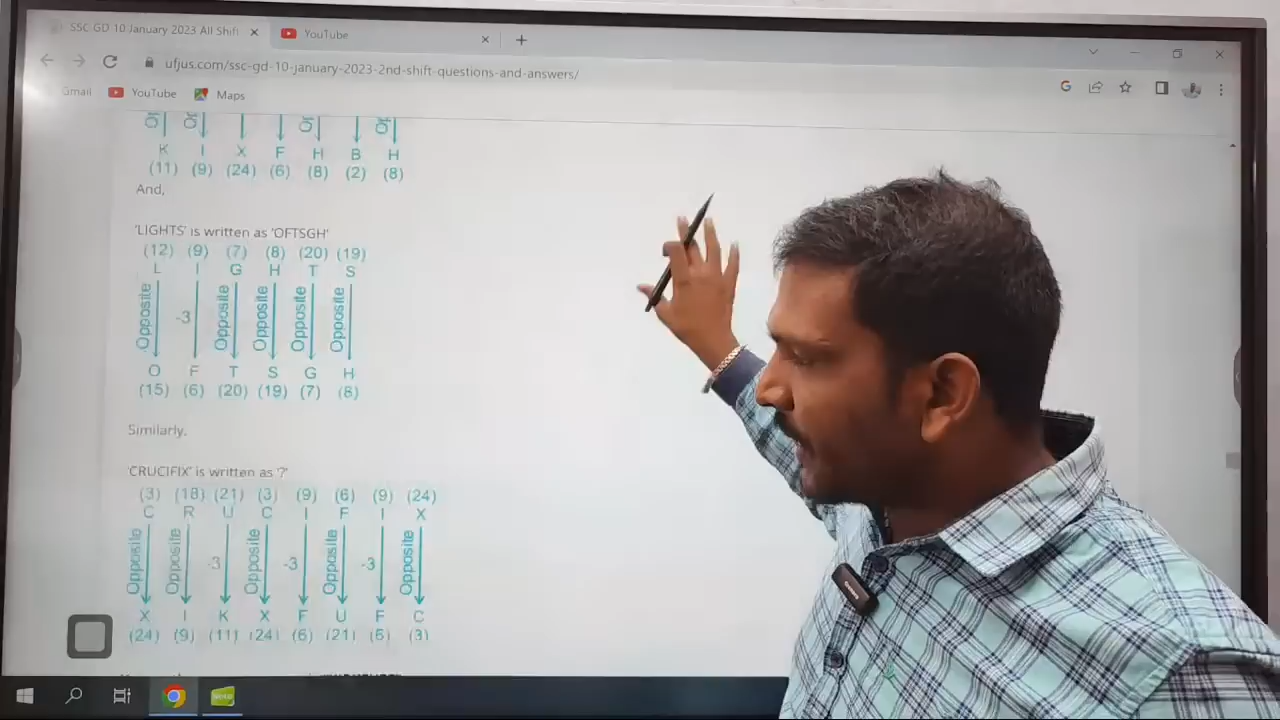 SSC GD 10 January 2023 All Shift
YouTube
ufjus.com/ssc-gd-10-january-2023-2nd-shift-questions-and-answers/
Gmail YouTube Maps
K I X F H B H
(11) (9) (24) (6) (8) (2) (8)
And,
'LIGHTS' is written as 'OFTSGH'
(12) (9) (7) (8) (20) (19)
L I G H T S
Opposite -3 Opposite Opposite Opposite Opposite
O F T S G H
(15) (6) (20) (19) (7) (8)
Similarly,
'CRUCIFIX' is written as '?'
(3) (18) (21) (3) (9) (6) (9) (24)
C R U C I F I X
Opposite Opposite -3 Opposite -3 Opposite -3 Opposite
X I K X F U F C
(24) (9) (11) (24) (6) (21) (6) (3)